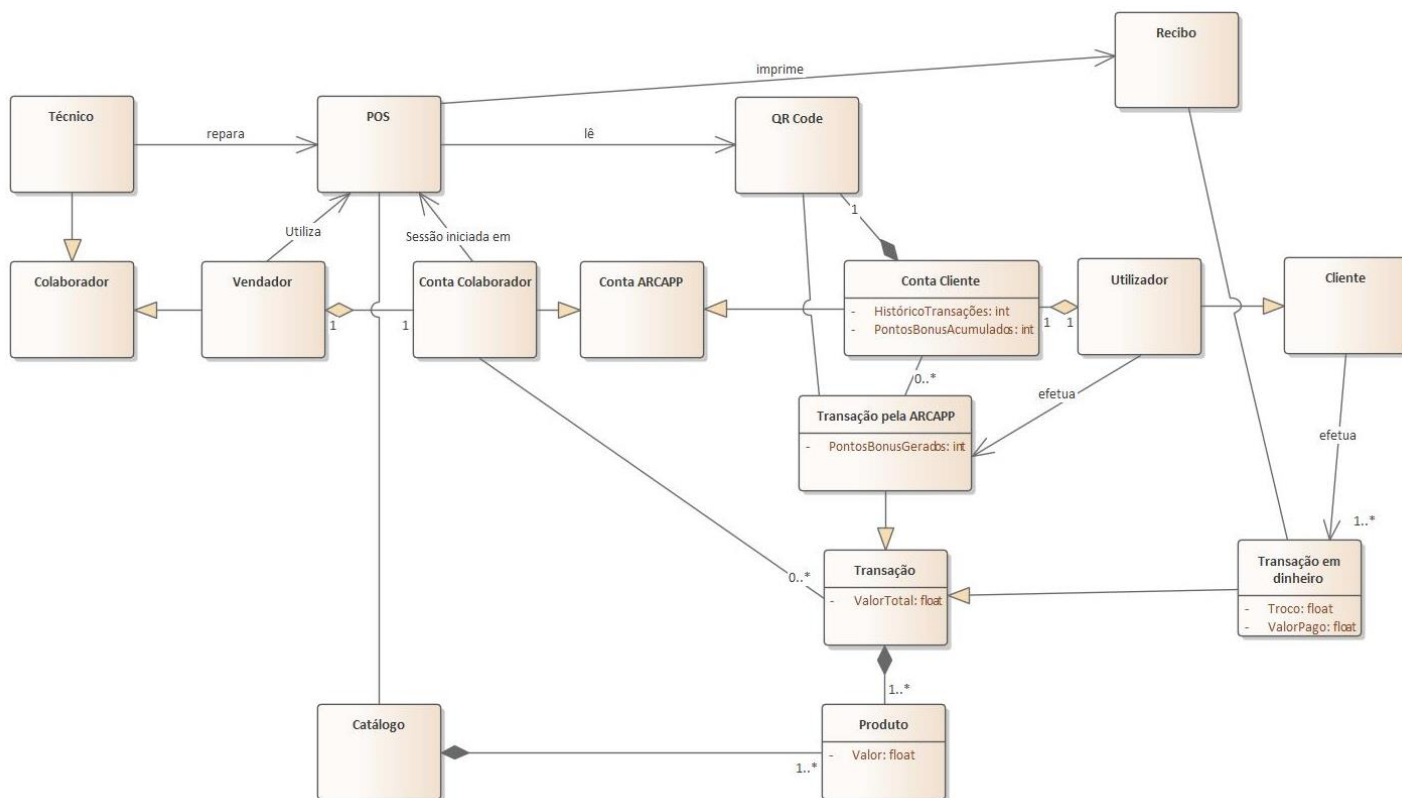 Recibo
imprime
Técnico
POS
QR Code
repara
lê
1
Utiliza
Sessão iniciada em
Colaborador
Vendador
Conta Colaborador
Conta ARCAPP
Conta Cliente
Utilizador
Cliente
- HistóricoTransações: int
- PontosBonusAcumulados: int
1
1
1
1
0..*
efetua
Transação pela ARCAPP
- PontosBonusGerados: int
efetua
1..*
Transação
- ValorTotal: float
0..*
Transação em
dinheiro
- Troco: float
- ValorPago: float
1..*
Catálogo
Produto
- Valor: float
1..*